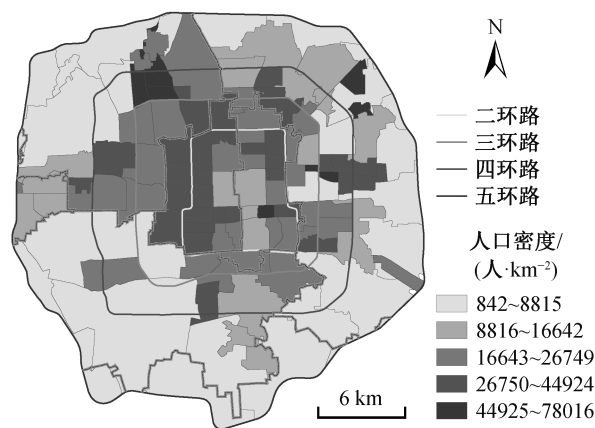 N
二环路
三环路
四环路
五环路
人口密度/
(人·km⁻²)
842~8815
8816~16642
16643~26749
26750~44924
44925~78016
6 km